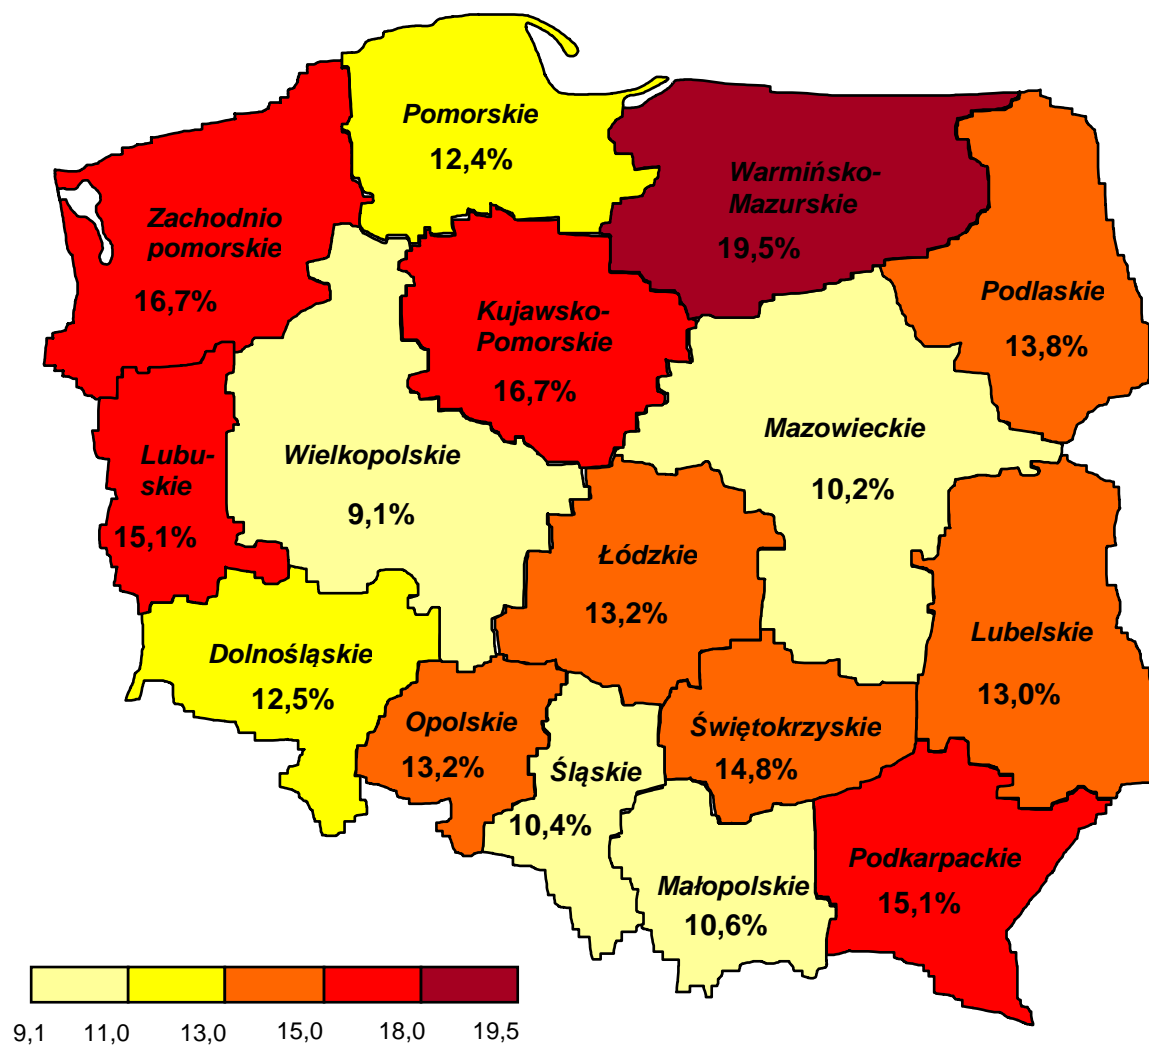 Pomorskie
12,4%
Warmińsko-
Mazurskie
19,5%
Zachodnio
pomorskie
16,7%
Podlaskie
13,8%
Kujawsko-
Pomorskie
16,7%
Mazowieckie
10,2%
Lubu-
skie
15,1%
Wielkopolskie
9,1%
Łódzkie
13,2%
Lubelskie
13,0%
Dolnośląskie
12,5%
Opolskie
13,2%
Śląskie
10,4%
Świętokrzyskie
14,8%
Małopolskie
10,6%
Podkarpackie
15,1%
9,1 11,0 13,0 15,0 18,0 19,5